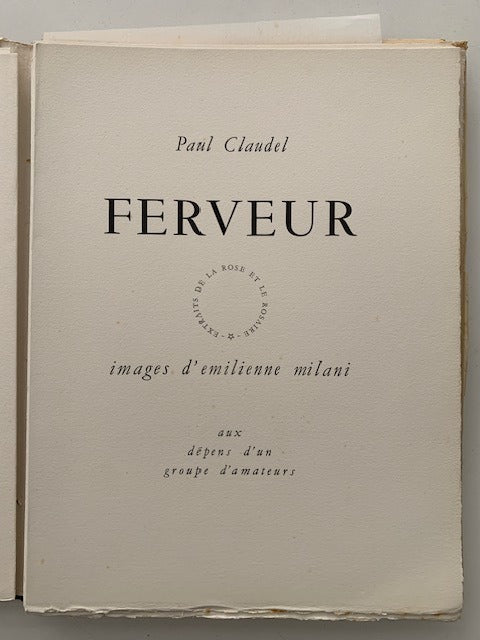 Paul Claudel
FERVEUR
EXTRAITS DE LA ROSE ET LE ROSAIRE
images d'emilienne milani
aux
dépens d'un
groupe d'amateurs